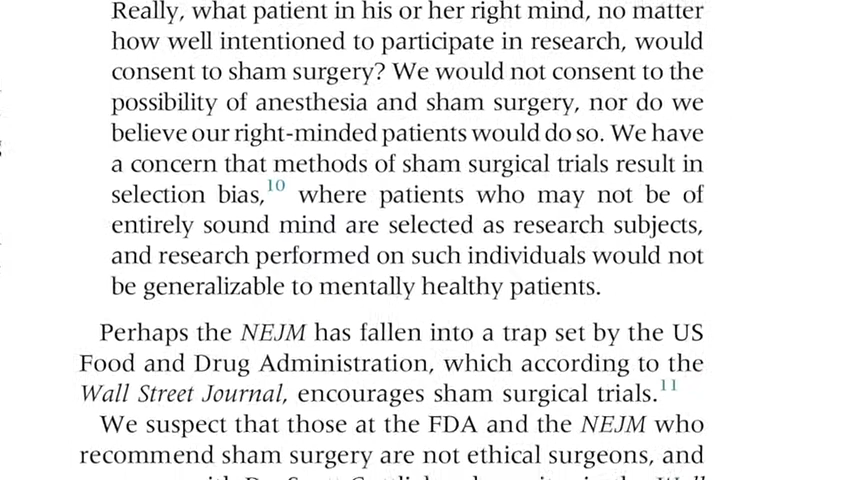 Really, what patient in his or her right mind, no matter
how well intentioned to participate in research, would
consent to sham surgery? We would not consent to the
possibility of anesthesia and sham surgery, nor do we
believe our right-minded patients would do so. We have
a concern that methods of sham surgical trials result in
selection bias,10 where patients who may not be of
entirely sound mind are selected as research subjects,
and research performed on such individuals would not
be generalizable to mentally healthy patients.
Perhaps the NEJM has fallen into a trap set by the US
Food and Drug Administration, which according to the
Wall Street Journal, encourages sham surgical trials.11
We suspect that those at the FDA and the NEJM who
recommend sham surgery are not ethical surgeons, and